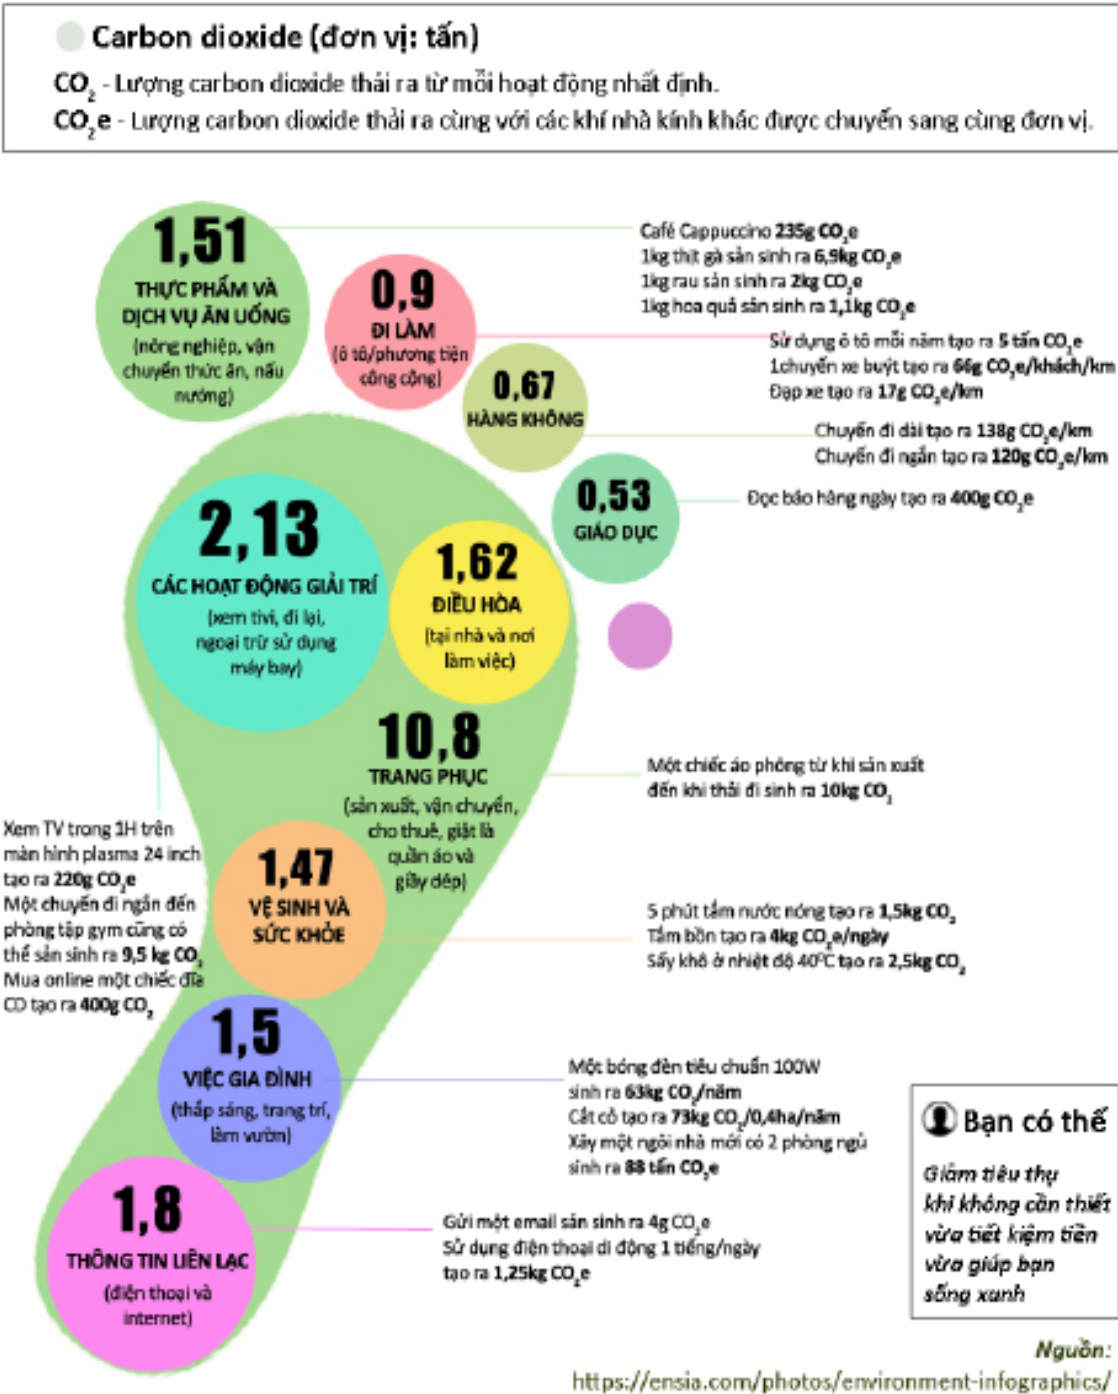 Carbon dioxide (đơn vị: tấn)
CO₂ - Lượng carbon dioxide thải ra từ mỗi hoạt động nhất định.
CO₂e - Lượng carbon dioxide thải ra cùng với các khí nhà kính khác được chuyển sang cùng đơn vị.
1,51
THỰC PHẨM VÀ
DỊCH VỤ ĂN UỐNG
(nông nghiệp, vận
chuyển thức ăn, nấu
nướng)
Café Cappuccino 235g CO₂e
1kg thịt gà sản sinh ra 6,9kg CO₂e
1kg rau sản sinh ra 2kg CO₂e
1kg hoa quả sản sinh ra 1,1kg CO₂e
0,9
ĐI LÀM
(ô tô/phương tiện
công cộng)
Sử dụng ô tô mỗi năm tạo ra 5 tấn CO₂e
1chuyến xe buýt tạo ra 66g CO₂e/khách/km
Đạp xe tạo ra 17g CO₂e/km
0,67
HÀNG KHÔNG
Chuyến đi dài tạo ra 138g CO₂e/km
Chuyến đi ngắn tạo ra 120g CO₂e/km
0,53
GIÁO DỤC
Đọc báo hàng ngày tạo ra 400g CO₂e
2,13
CÁC HOẠT ĐỘNG GIẢI TRÍ
(xem tivi, đi lại,
ngoại trừ sử dụng
máy bay)
1,62
ĐIỀU HÒA
(tại nhà và nơi
làm việc)
10,8
TRANG PHỤC
(sản xuất, vận chuyển,
cho thuê, giặt là
quần áo và
giầy dép)
Một chiếc áo phông từ khi sản xuất
đến khi thải đi sinh ra 10kg CO₂
Xem TV trong 1H trên
màn hình plasma 24 inch
tạo ra 220g CO₂e
Một chuyến đi ngắn đến
phòng tập gym cũng có
thể sản sinh ra 9,5 kg CO₂
Mua online một chiếc đĩa
CD tạo ra 400g CO₂
1,47
VỆ SINH VÀ
SỨC KHỎE
5 phút tắm nước nóng tạo ra 1,5kg CO₂
Tắm bồn tạo ra 4kg CO₂e/ngày
Sấy khô ở nhiệt độ 40⁰C tạo ra 2,5kg CO₂
1,5
VIỆC GIA ĐÌNH
(thắp sáng, trang trí,
làm vườn)
Một bóng đèn tiêu chuẩn 100W
sinh ra 63kg CO₂/năm
Cắt cỏ tạo ra 73kg CO₂/0,4ha/năm
Xây một ngôi nhà mới có 2 phòng ngủ
sinh ra 88 tấn CO₂e
1,8
THÔNG TIN LIÊN LẠC
(điện thoại và
internet)
Gửi một email sản sinh ra 4g CO₂e
Sử dụng điện thoại di động 1 tiếng/ngày
tạo ra 1,25kg CO₂e
Bạn có thể
Giảm tiêu thụ
khi không cần thiết
vừa tiết kiệm tiền
vừa giúp bạn
sống xanh
Nguồn:
https://ensia.com/photos/environment-infographics/